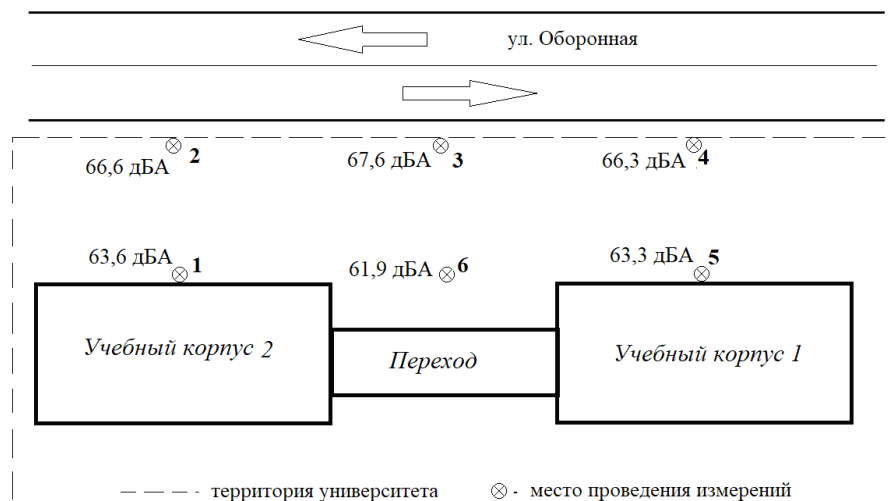 ул. Оборонная
2
3
4
66,6 дБА
67,6 дБА
66,3 дБА
63,6 дБА 1
61,9 дБА 6
63,3 дБА 5
Учебный корпус 2
Переход
Учебный корпус 1
— — — территория университета
- место проведения измерений